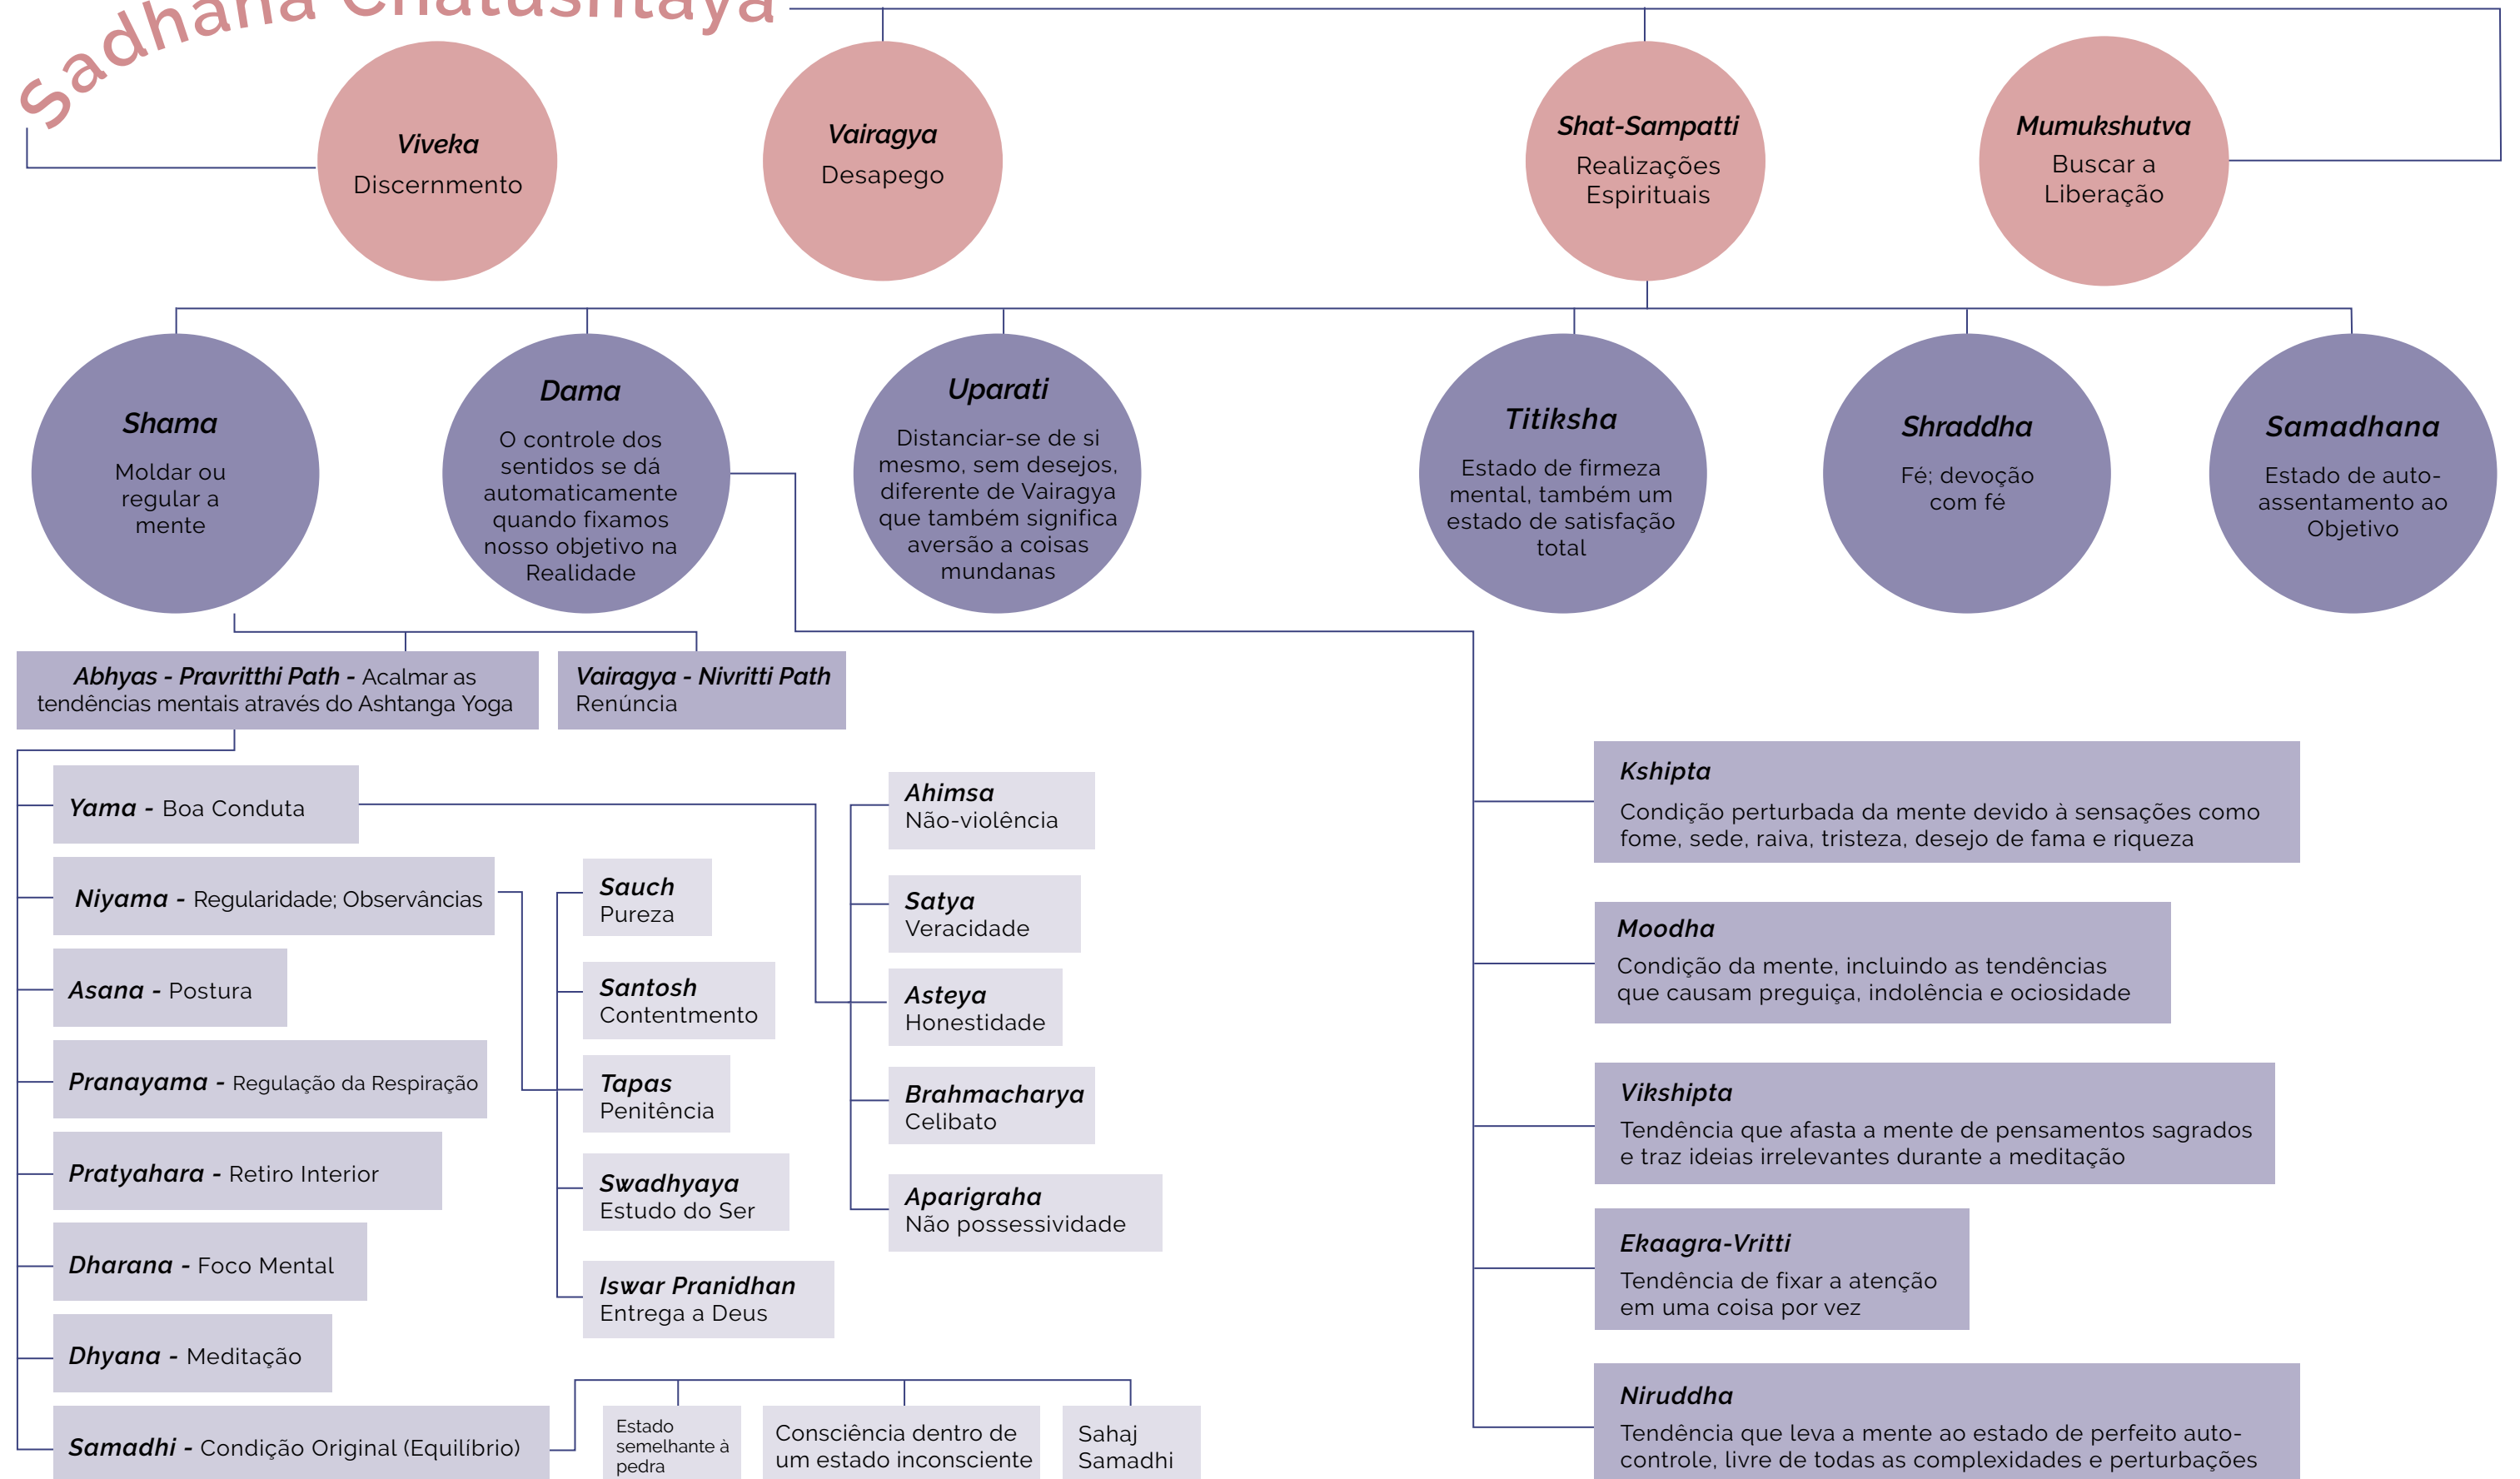 Sadhana Chatushtaya
Viveka
Discernmento
Vairagya
Desapego
Shat-Sampatti
Realizações
Espirituais
Mumukshutva
Buscar a
Liberação
Shama
Moldar ou
regular a
mente
Dama
O controle dos
sentidos se dá
automaticamente
quando fixamos
nosso objetivo na
Realidade
Uparati
Distanciar-se de si
mesmo, sem desejos,
diferente de Vairagya
que também significa
aversão a coisas
mundanas
Titiksha
Estado de firmeza
mental, também um
estado de satisfação
total
Shraddha
Fé; devoção
com fé
Samadhana
Estado de auto-
assentamento ao
Objetivo
Abhyas - Pravritthi Path - Acalmar as
tendências mentais através do Ashtanga Yoga
Vairagya - Nivritti Path
Renúncia
Yama - Boa Conduta
Niyama - Regularidade; Observâncias
Asana - Postura
Pranayama - Regulação da Respiração
Pratyahara - Retiro Interior
Dharana - Foco Mental
Dhyana - Meditação
Samadhi - Condição Original (Equilíbrio)
Sauch
Pureza
Santosh
Contentmento
Tapas
Penitência
Swadhyaya
Estudo do Ser
Iswar Pranidhan
Entrega a Deus
Ahimsa
Não-violência
Satya
Veracidade
Asteya
Honestidade
Brahmacharya
Celibato
Aparigraha
Não possessividade
Estado
semelhante à
pedra
Consciência dentro de
um estado inconsciente
Sahaj
Samadhi
Kshipta
Condição perturbada da mente devido à sensações como
fome, sede, raiva, tristeza, desejo de fama e riqueza
Moodha
Condição da mente, incluindo as tendências
que causam preguiça, indolência e ociosidade
Vikshipta
Tendência que afasta a mente de pensamentos sagrados
e traz ideias irrelevantes durante a meditação
Ekaagra-Vritti
Tendência de fixar a atenção
em uma coisa por vez
Niruddha
Tendência que leva a mente ao estado de perfeito auto-
controle, livre de todas as complexidades e perturbações